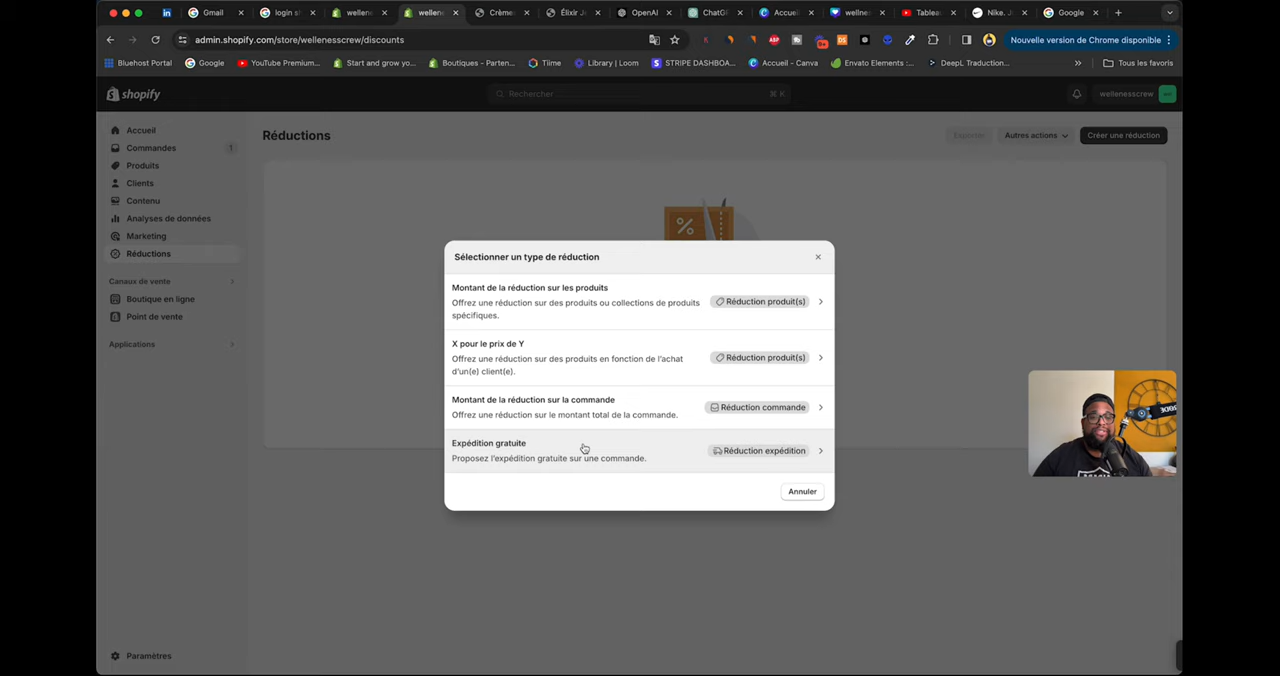 Gmail
login sh
wellene
wellene
Crème
Élixir Je
OpenAI
ChatG
Accueil
wellnes
Tableau
Nike. J
Google
admin.shopify.com/store/wellenesscrew/discounts
Nouvelle version de Chrome disponible
Bluehost Portal
Google
YouTube Premium...
Start and grow yo...
Boutiques - Parten...
Tiime
Library | Loom
STRIPE DASHBOA...
Accueil - Canva
Envato Elements :...
DeepL Traduction...
Tous les favoris
shopify
Rechercher
⌘ K
wellenesscrew
Accueil
Commandes
1
Produits
Clients
Contenu
Analyses de données
Marketing
Réductions
Canaux de vente
Boutique en ligne
Point de vente
Applications
Paramètres
Réductions
Exporter
Autres actions
Créer une réduction
%
Sélectionner un type de réduction
Montant de la réduction sur les produits
Offrez une réduction sur des produits ou collections de produits
spécifiques.
Réduction produit(s)
X pour le prix de Y
Offrez une réduction sur des produits en fonction de l'achat
d'un(e) client(e).
Réduction produit(s)
Montant de la réduction sur la commande
Offrez une réduction sur le montant total de la commande.
Réduction commande
Expédition gratuite
Proposez l'expédition gratuite sur une commande.
Réduction expédition
Annuler